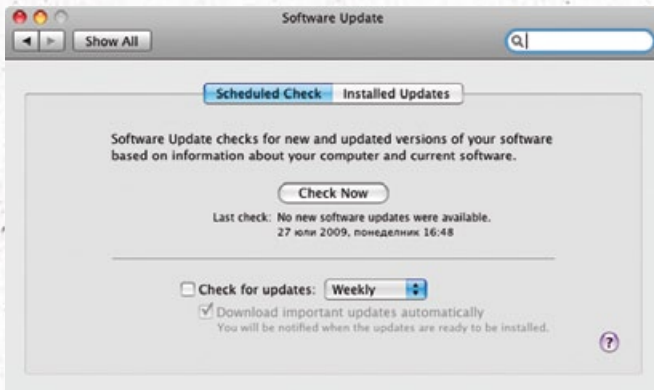 Software Update
Show All
Scheduled Check Installed Updates
Software Update checks for new and updated versions of your software
based on information about your computer and current software.
Check Now
Last check: No new software updates were available.
27 юли 2009, понеделник 16:48
Check for updates: Weekly
Download important updates automatically
You will be notified when the updates are ready to be installed.
?